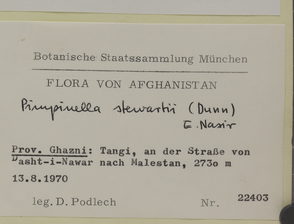 Botanische Staatssammlung München
FLORA VON AFGHANISTAN
Pimpinella stewartii (Dunn)
E. Nasir
Prov. Ghazni: Tangi, an der Straße von
Dasht-i-Nawar nach Malestan, 2730 m
13.8.1970
leg. D. Podlech Nr. 22403